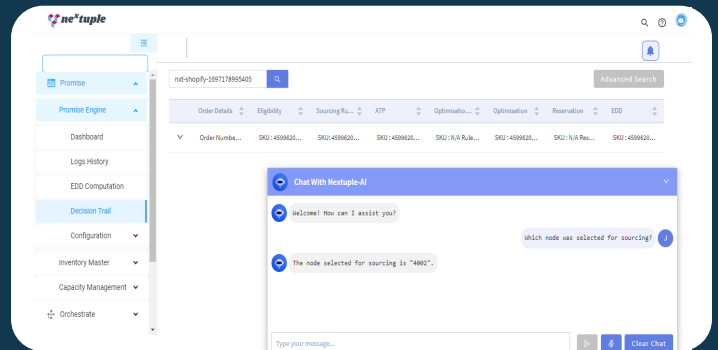 nextuple
Promise
Promise Engine
Dashboard
Logs History
EDD Computation
Decision Trail
Configuration
Inventory Master
Capacity Management
Orchestrate
nxt-shopify-1697178995405
Advanced Search
Order Details Eligibility Sourcing Ru... ATP Optimisatio... Optimisation Reservation EDD
Order Numbe... SKU : 4599620... SKU: 4599620... SKU : 4599620... SKU : N/A Rule... SKU : 4599620... SKU : N/A Res... SKU : 4599620...
Chat With Nextuple-AI
Welcome! How can I assist you?
Which node was selected for sourcing? J
The node selected for sourcing is "4002".
Type your message...
Clear Chat